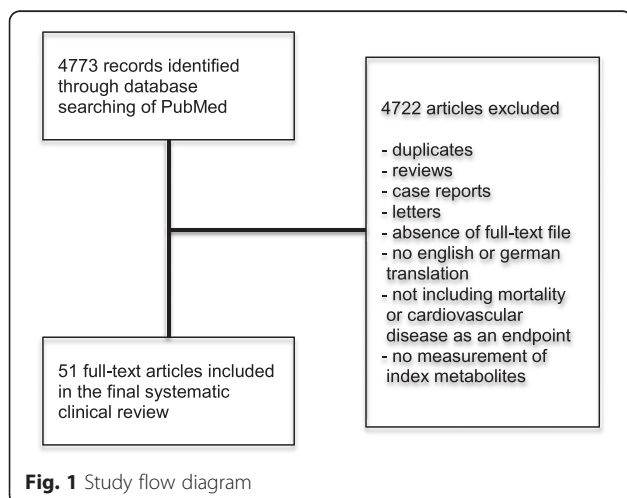 4773 records identified
through database
searching of PubMed
4722 articles excluded
- duplicates
- reviews
- case reports
- letters
- absence of full-text file
- no english or german
translation
- not including mortality
or cardiovascular
disease as an endpoint
- no measurement of
index metabolites
51 full-text articles included
in the final systematic
clinical review
Fig. 1 Study flow diagram